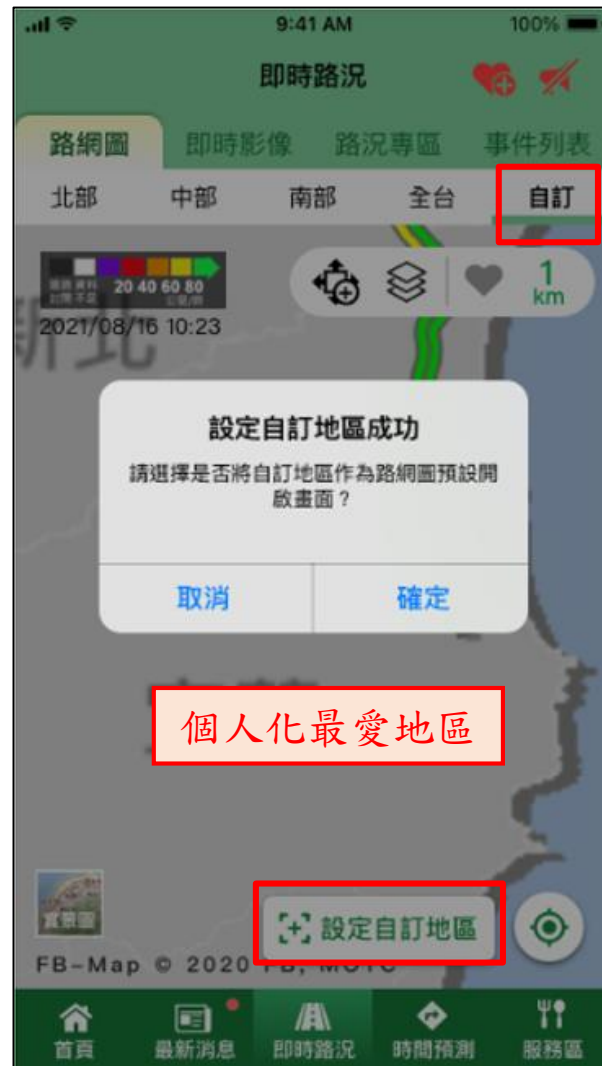 9:41 AM 100%
即時路況
路網圖 即時影像 路況專區 事件列表
北部 中部 南部 全台 自訂
20 40 60 80
1
km
2021/08/16 10:23
新北
設定自訂地區成功
請選擇是否將自訂地區作為路網圖預設開
啟畫面?
取消 確定
個人化最愛地區
設定自訂地區
FB-Map © 2020 FB, MOTC
首頁 最新消息 即時路況 時間預測 服務區